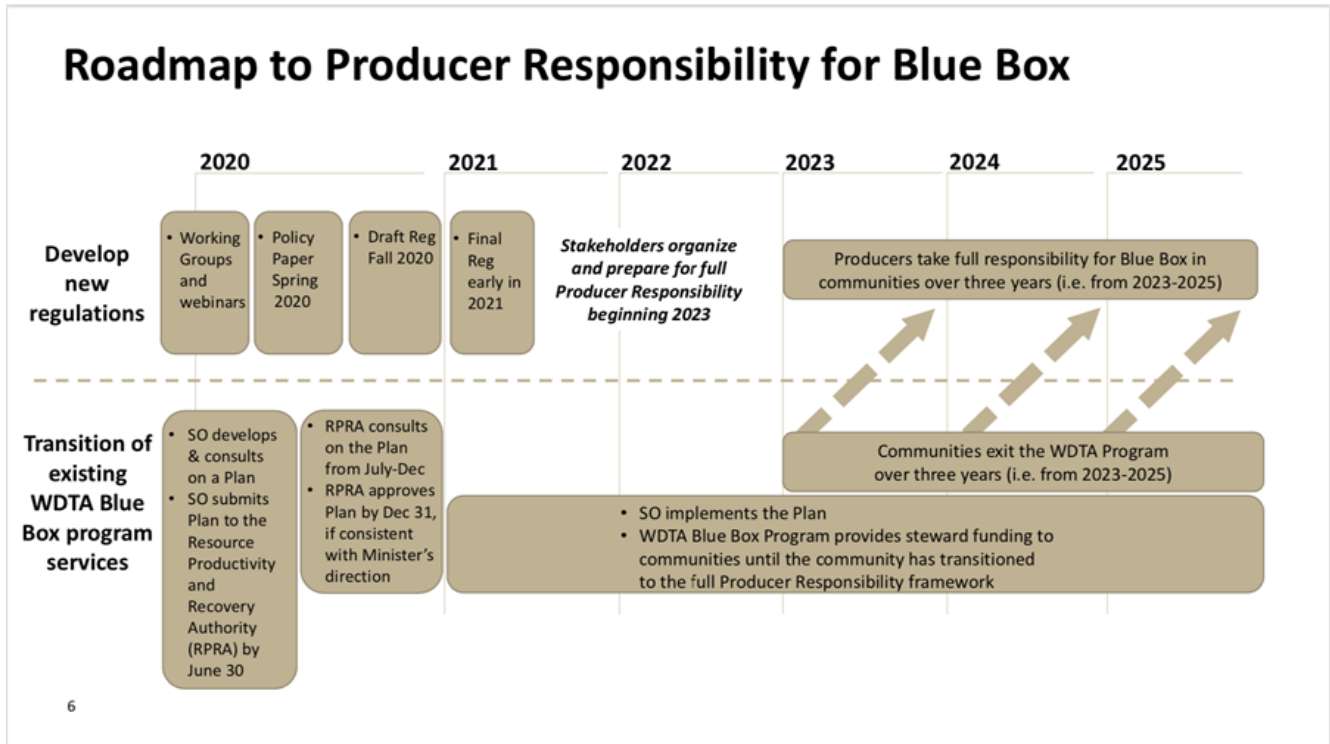 Roadmap to Producer Responsibility for Blue Box
2020
2021
2022
2023
2024
2025
Develop
new
regulations
• Working
Groups
and
webinars
• Policy
Paper
Spring
2020
• Draft Reg
Fall 2020
• Final
Reg
early in
2021
Stakeholders organize
and prepare for full
Producer Responsibility
beginning 2023
Producers take full responsibility for Blue Box in
communities over three years (i.e. from 2023-2025)
Transition of
existing
WDTA Blue
Box program
services
• SO develops
& consults
on a Plan
• SO submits
Plan to the
Resource
Productivity
and
Recovery
Authority
(RPRA) by
June 30
• RPRA consults
on the Plan
from July-Dec
• RPRA approves
Plan by Dec 31,
if consistent
with Minister's
direction
Communities exit the WDTA Program
over three years (i.e. from 2023-2025)
• SO implements the Plan
• WDTA Blue Box Program provides steward funding to
communities until the community has transitioned
to the full Producer Responsibility framework
6